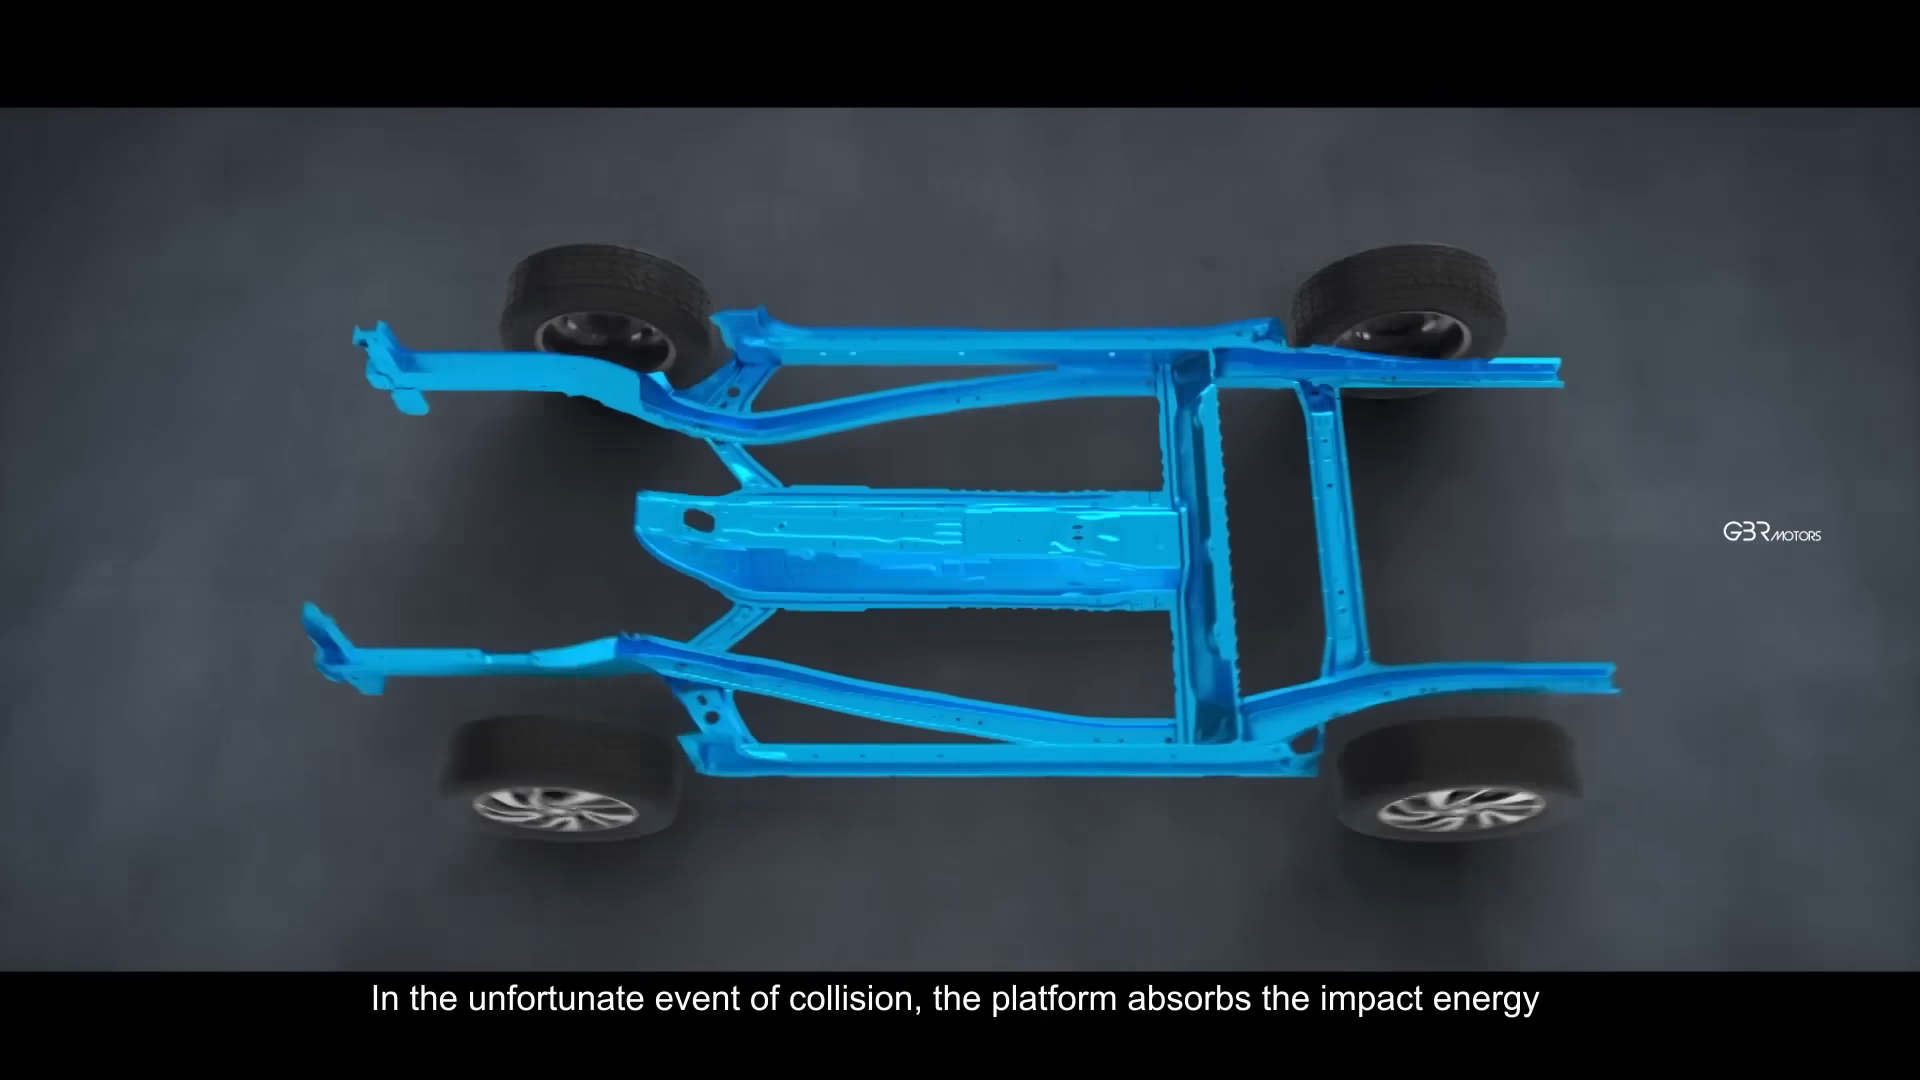 GBR MOTORS
In the unfortunate event of collision, the platform absorbs the impact energy